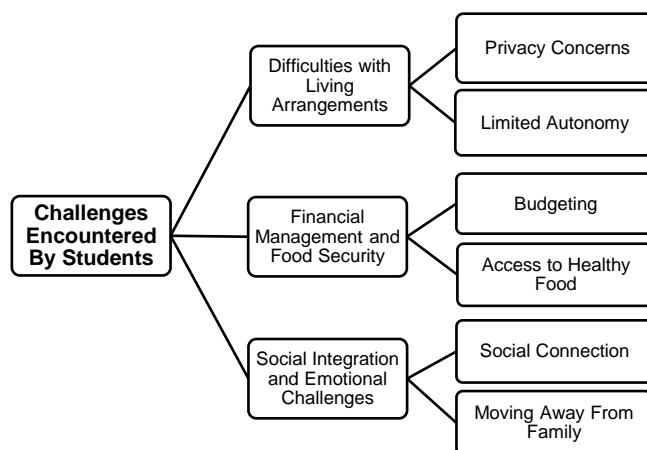 Challenges
Encountered
By Students
Difficulties with
Living
Arrangements
Privacy Concerns
Limited Autonomy
Financial
Management and
Food Security
Budgeting
Access to Healthy
Food
Social Integration
and Emotional
Challenges
Social Connection
Moving Away From
Family